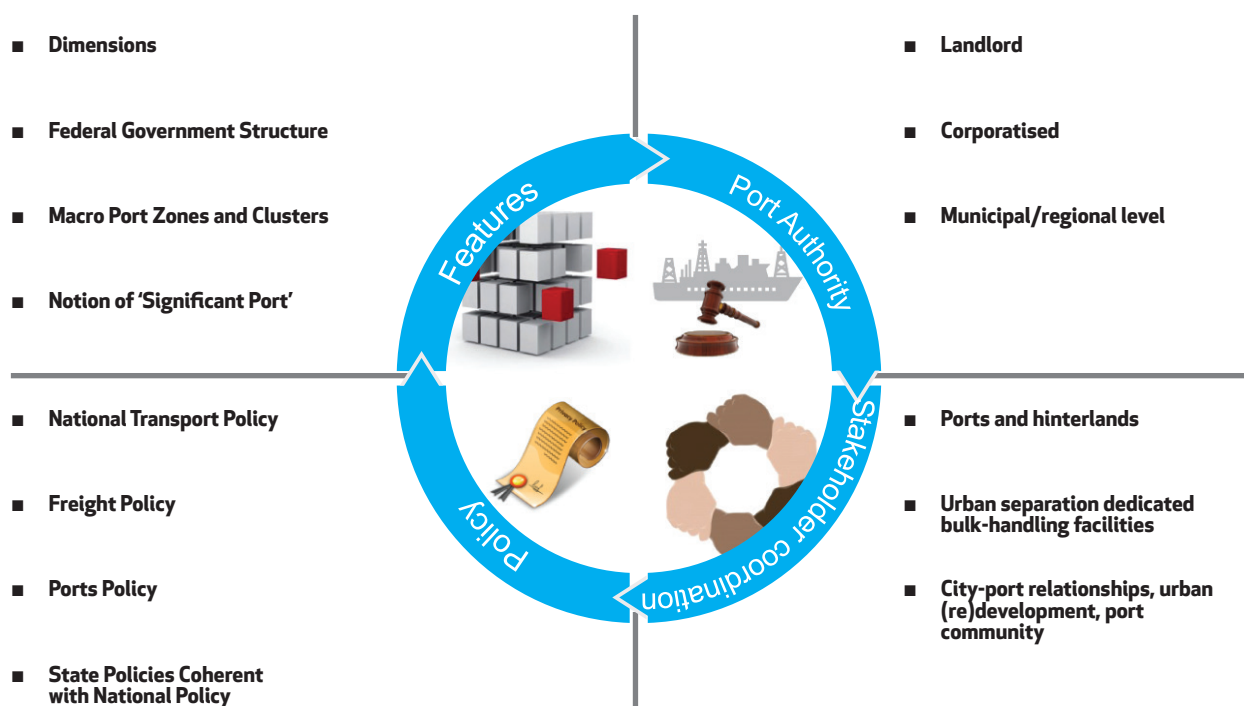 ■ Dimensions
■ Federal Government Structure
■ Macro Port Zones and Clusters
■ Notion of ‘Significant Port’
■ Landlord
■ Corporatised
■ Municipal/regional level
Features
Port Authority
Stakeholder coordination
Policy
Privacy Policy
■ National Transport Policy
■ Freight Policy
■ Ports Policy
■ State Policies Coherent
with National Policy
■ Ports and hinterlands
■ Urban separation dedicated
bulk-handling facilities
■ City-port relationships, urban
(re)development, port
community